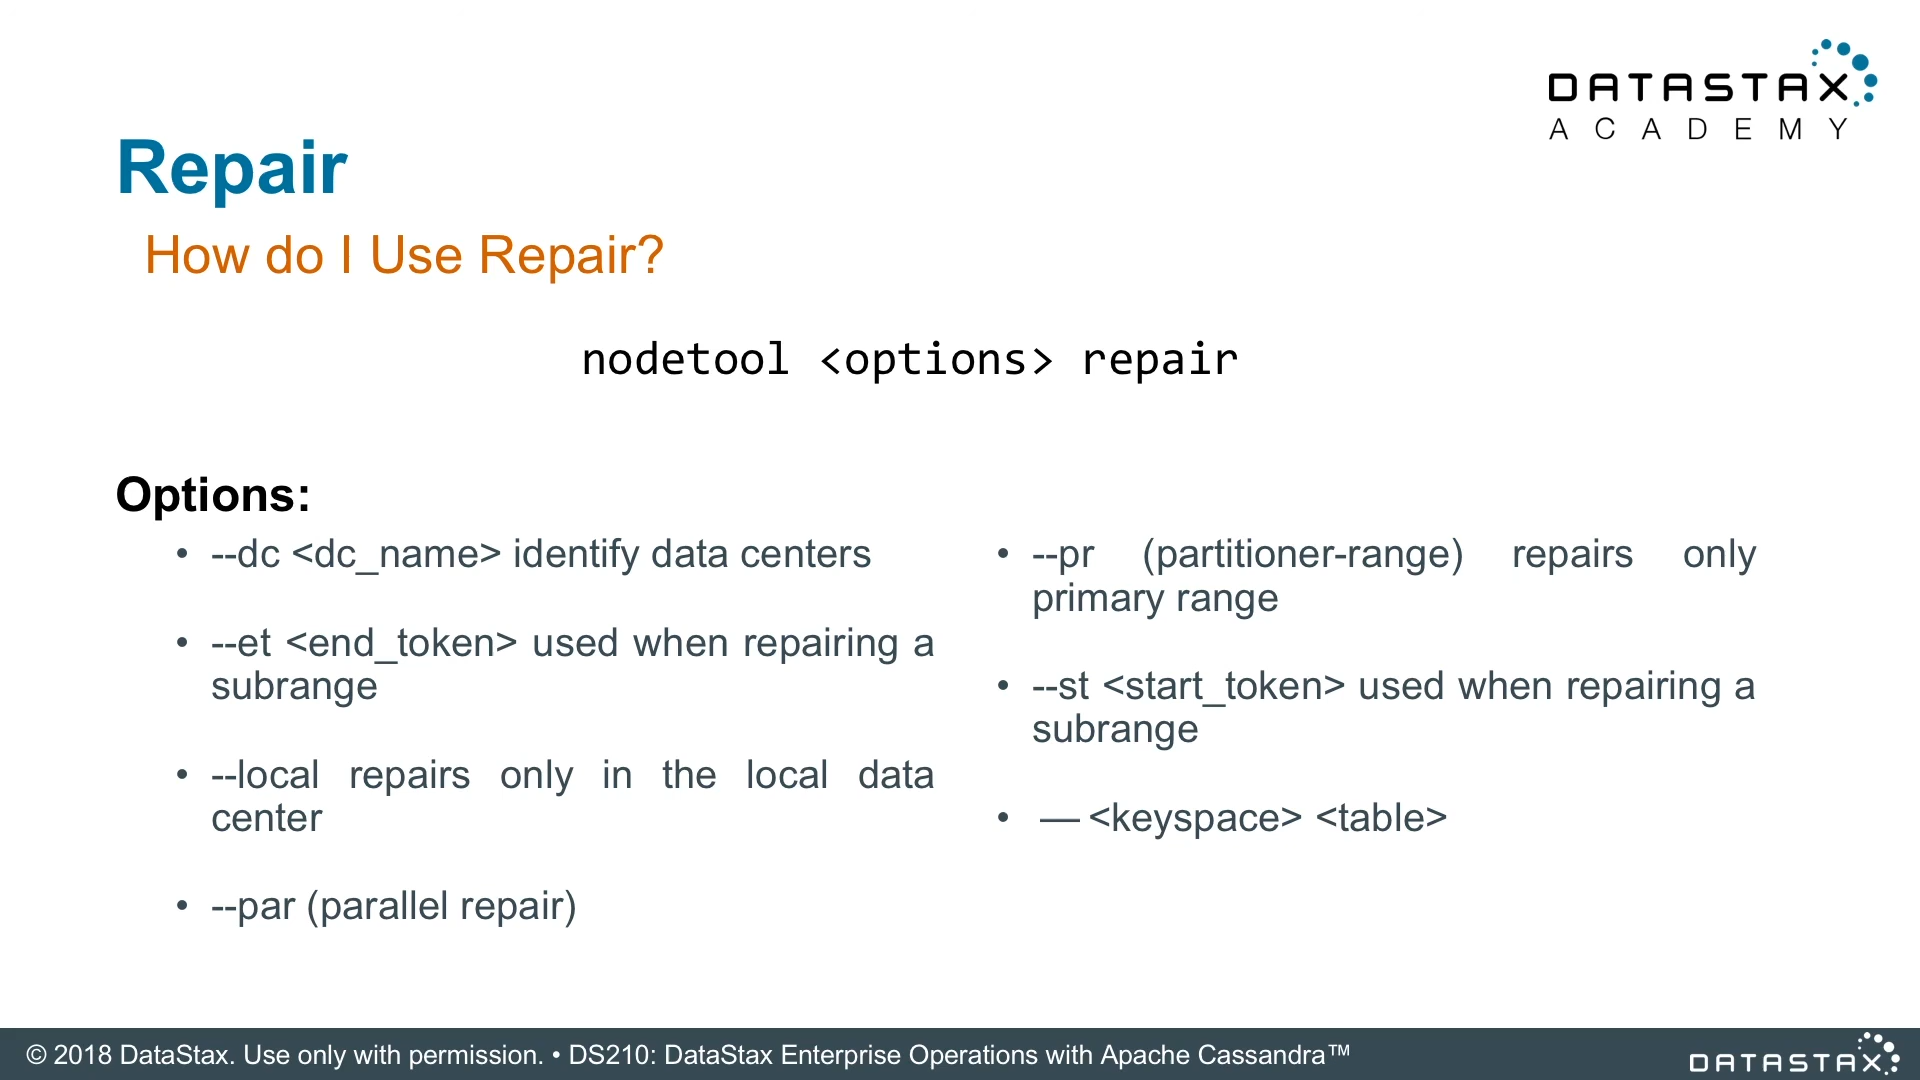 DATASTAX
ACADEMY
Repair
How do I Use Repair?
nodetool <options> repair
Options:
• --dc <dc_name> identify data centers
• --et <end_token> used when repairing a
subrange
• --local repairs only in the local data
center
• --par (parallel repair)
• --pr (partitioner-range) repairs only
primary range
• --st <start_token> used when repairing a
subrange
• — <keyspace> <table>
© 2018 DataStax. Use only with permission. • DS210: DataStax Enterprise Operations with Apache Cassandra™
DATASTAX